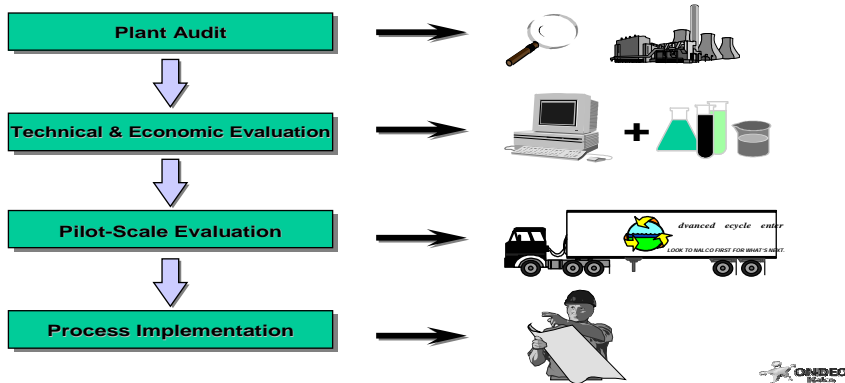 Plant Audit
Technical & Economic Evaluation
+
Pilot-Scale Evaluation
dvanced ecycle enter
LOOK TO NALCO FIRST FOR WHAT'S NEXT.
Process Implementation
ONDEO